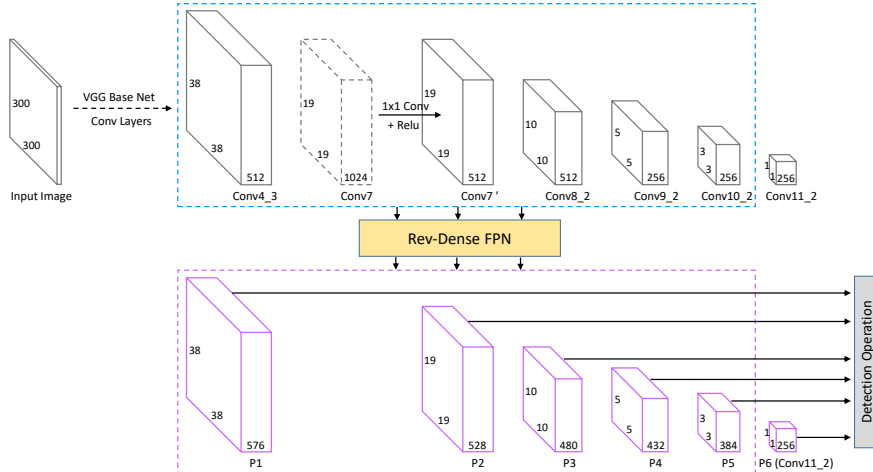 300
300
Input Image
VGG Base Net
Conv Layers
38
38
512
Conv4_3
19
19
1024
Conv7
1x1 Conv
+ Relu
19
19
512
Conv7 ′
10
10
512
Conv8_2
5
5
256
Conv9_2
3
3
256
Conv10_2
1
1
256
Conv11_2
Rev-Dense FPN
38
38
576
P1
19
19
528
P2
10
10
480
P3
5
5
432
P4
3
3
384
P5
1
1
256
P6 (Conv11_2)
Detection Operation